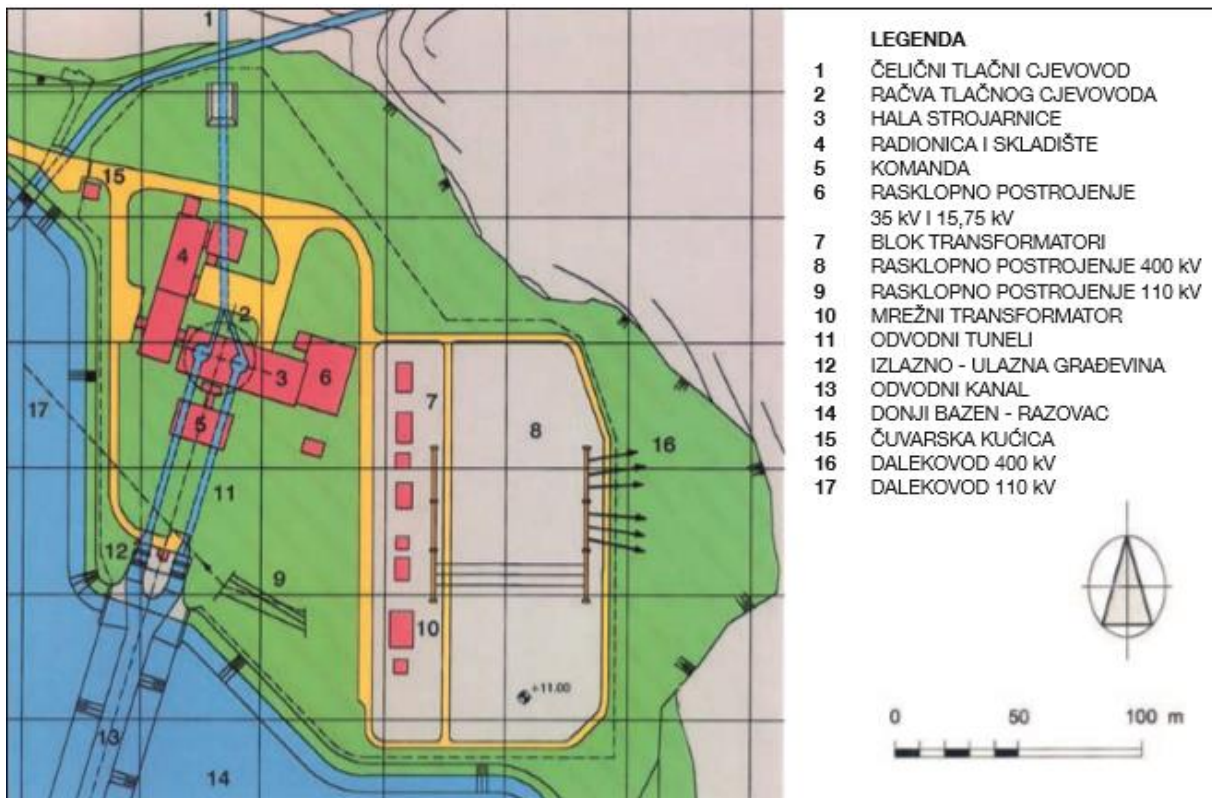 LEGENDA
1 ČELIČNI TLAČNI CJEVOVOD
2 RAČVA TLAČNOG CJEVOVODA
3 HALA STROJARNICE
4 RADIONICA I SKLADIŠTE
5 KOMANDA
6 RASKLOPNO POSTROJENJE
35 kV I 15,75 kV
7 BLOK TRANSFORMATORI
8 RASKLOPNO POSTROJENJE 400 kV
9 RASKLOPNO POSTROJENJE 110 kV
10 MREŽNI TRANSFORMATOR
11 ODVODNI TUNELI
12 IZLAZNO - ULAZNA GRAĐEVINA
13 ODVODNI KANAL
14 DONJI BAZEN - RAZOVAC
15 ČUVARSKA KUĆICA
16 DALEKOVOD 400 kV
17 DALEKOVOD 110 kV
1
15
4
2
3
6
17
7
8
16
5
11
12
9
10
+11.00
13
14
0 50 100 m